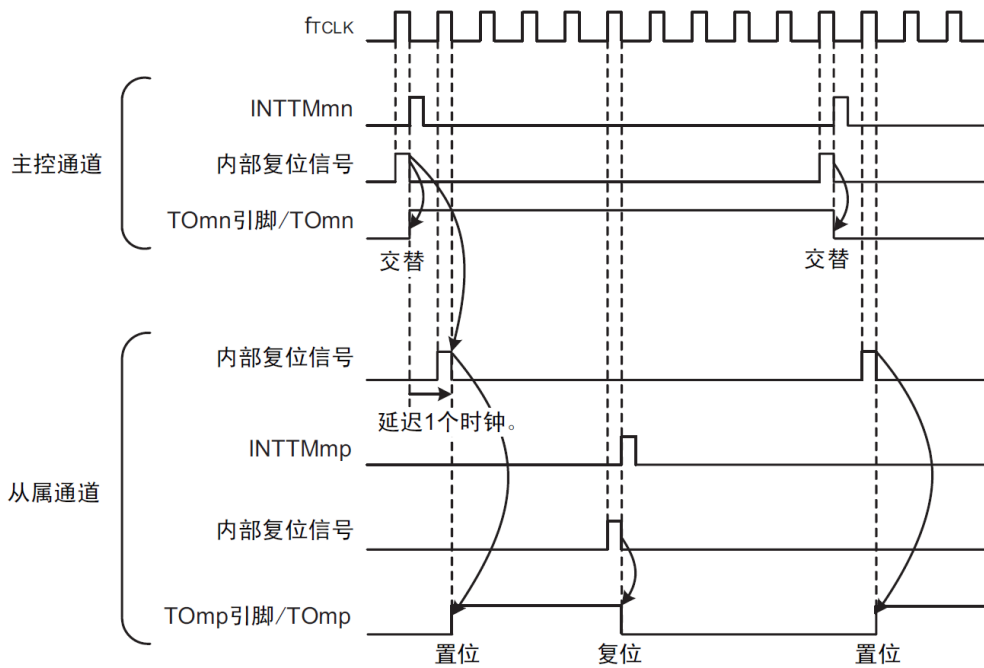 fTCLK
INTTMmn
主控通道
内部复位信号
TOmn引脚/TOmn
交替
交替
内部复位信号
延迟1个时钟。
INTTMmp
从属通道
内部复位信号
TOmp引脚/TOmp
置位
复位
置位